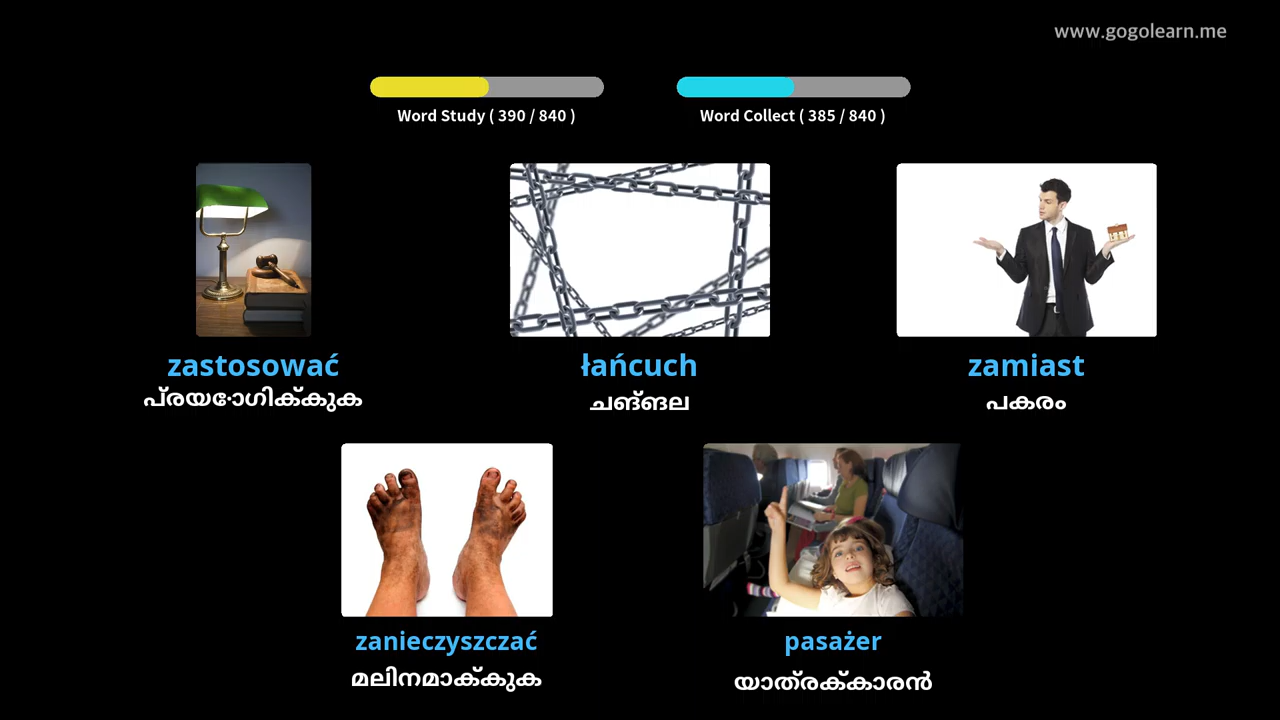 www.gogolearn.me
Word Study ( 390 / 840 )
Word Collect ( 385 / 840 )
zastosować
łańcuch
zamiast
പ്രയോഗിക്കുക
ചങ്ങല
പകരം
zanieczyszczać
pasażer
മലിനമാക്കുക
യാത്രക്കാരൻ